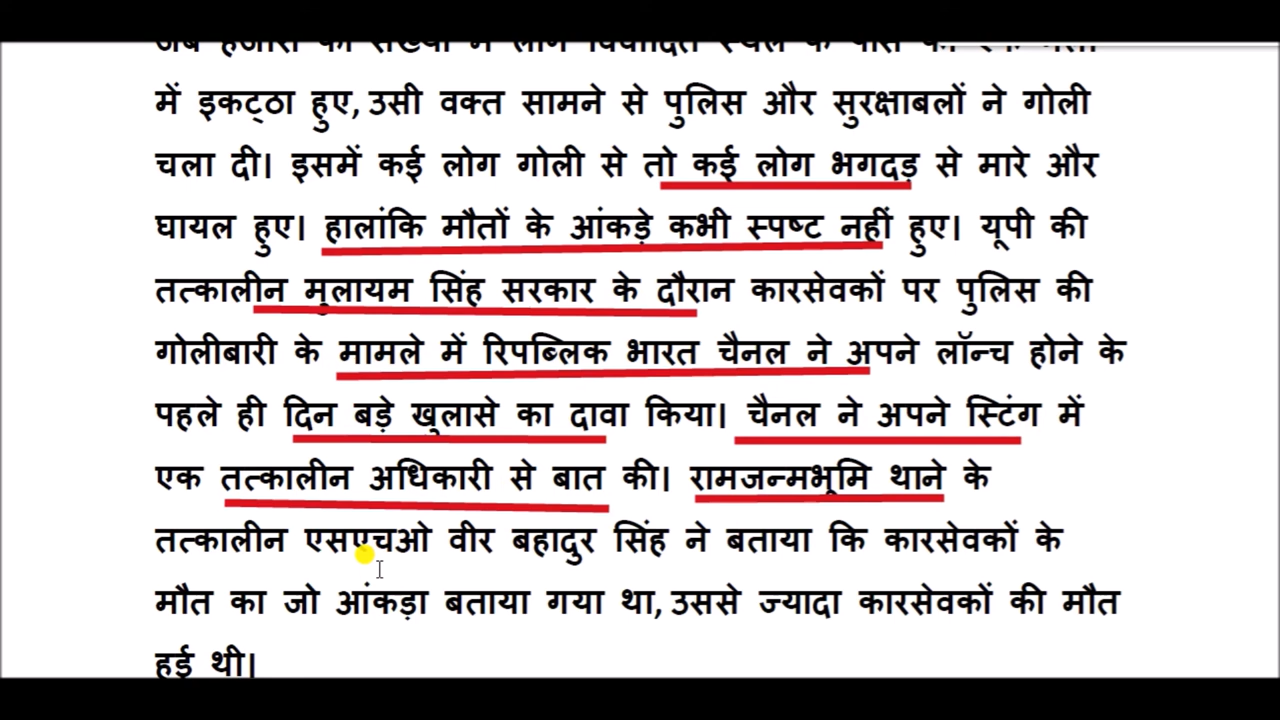 में इकट्ठा हुए, उसी वक्त सामने से पुलिस और सुरक्षाबलों ने गोली
चला दी। इसमें कई लोग गोली से तो कई लोग भगदड़ से मारे और
घायल हुए। हालांकि मौतों के आंकड़े कभी स्पष्ट नहीं हुए। यूपी की
तत्कालीन मुलायम सिंह सरकार के दौरान कारसेवकों पर पुलिस की
गोलीबारी के मामले में रिपब्लिक भारत चैनल ने अपने लॉन्च होने के
पहले ही दिन बड़े खुलासे का दावा किया। चैनल ने अपने स्टिंग में
एक तत्कालीन अधिकारी से बात की। रामजन्मभूमि थाने के
तत्कालीन एसएचओ वीर बहादुर सिंह ने बताया कि कारसेवकों के
मौत का जो आंकड़ा बताया गया था, उससे ज्यादा कारसेवकों की मौत
हुई थी।